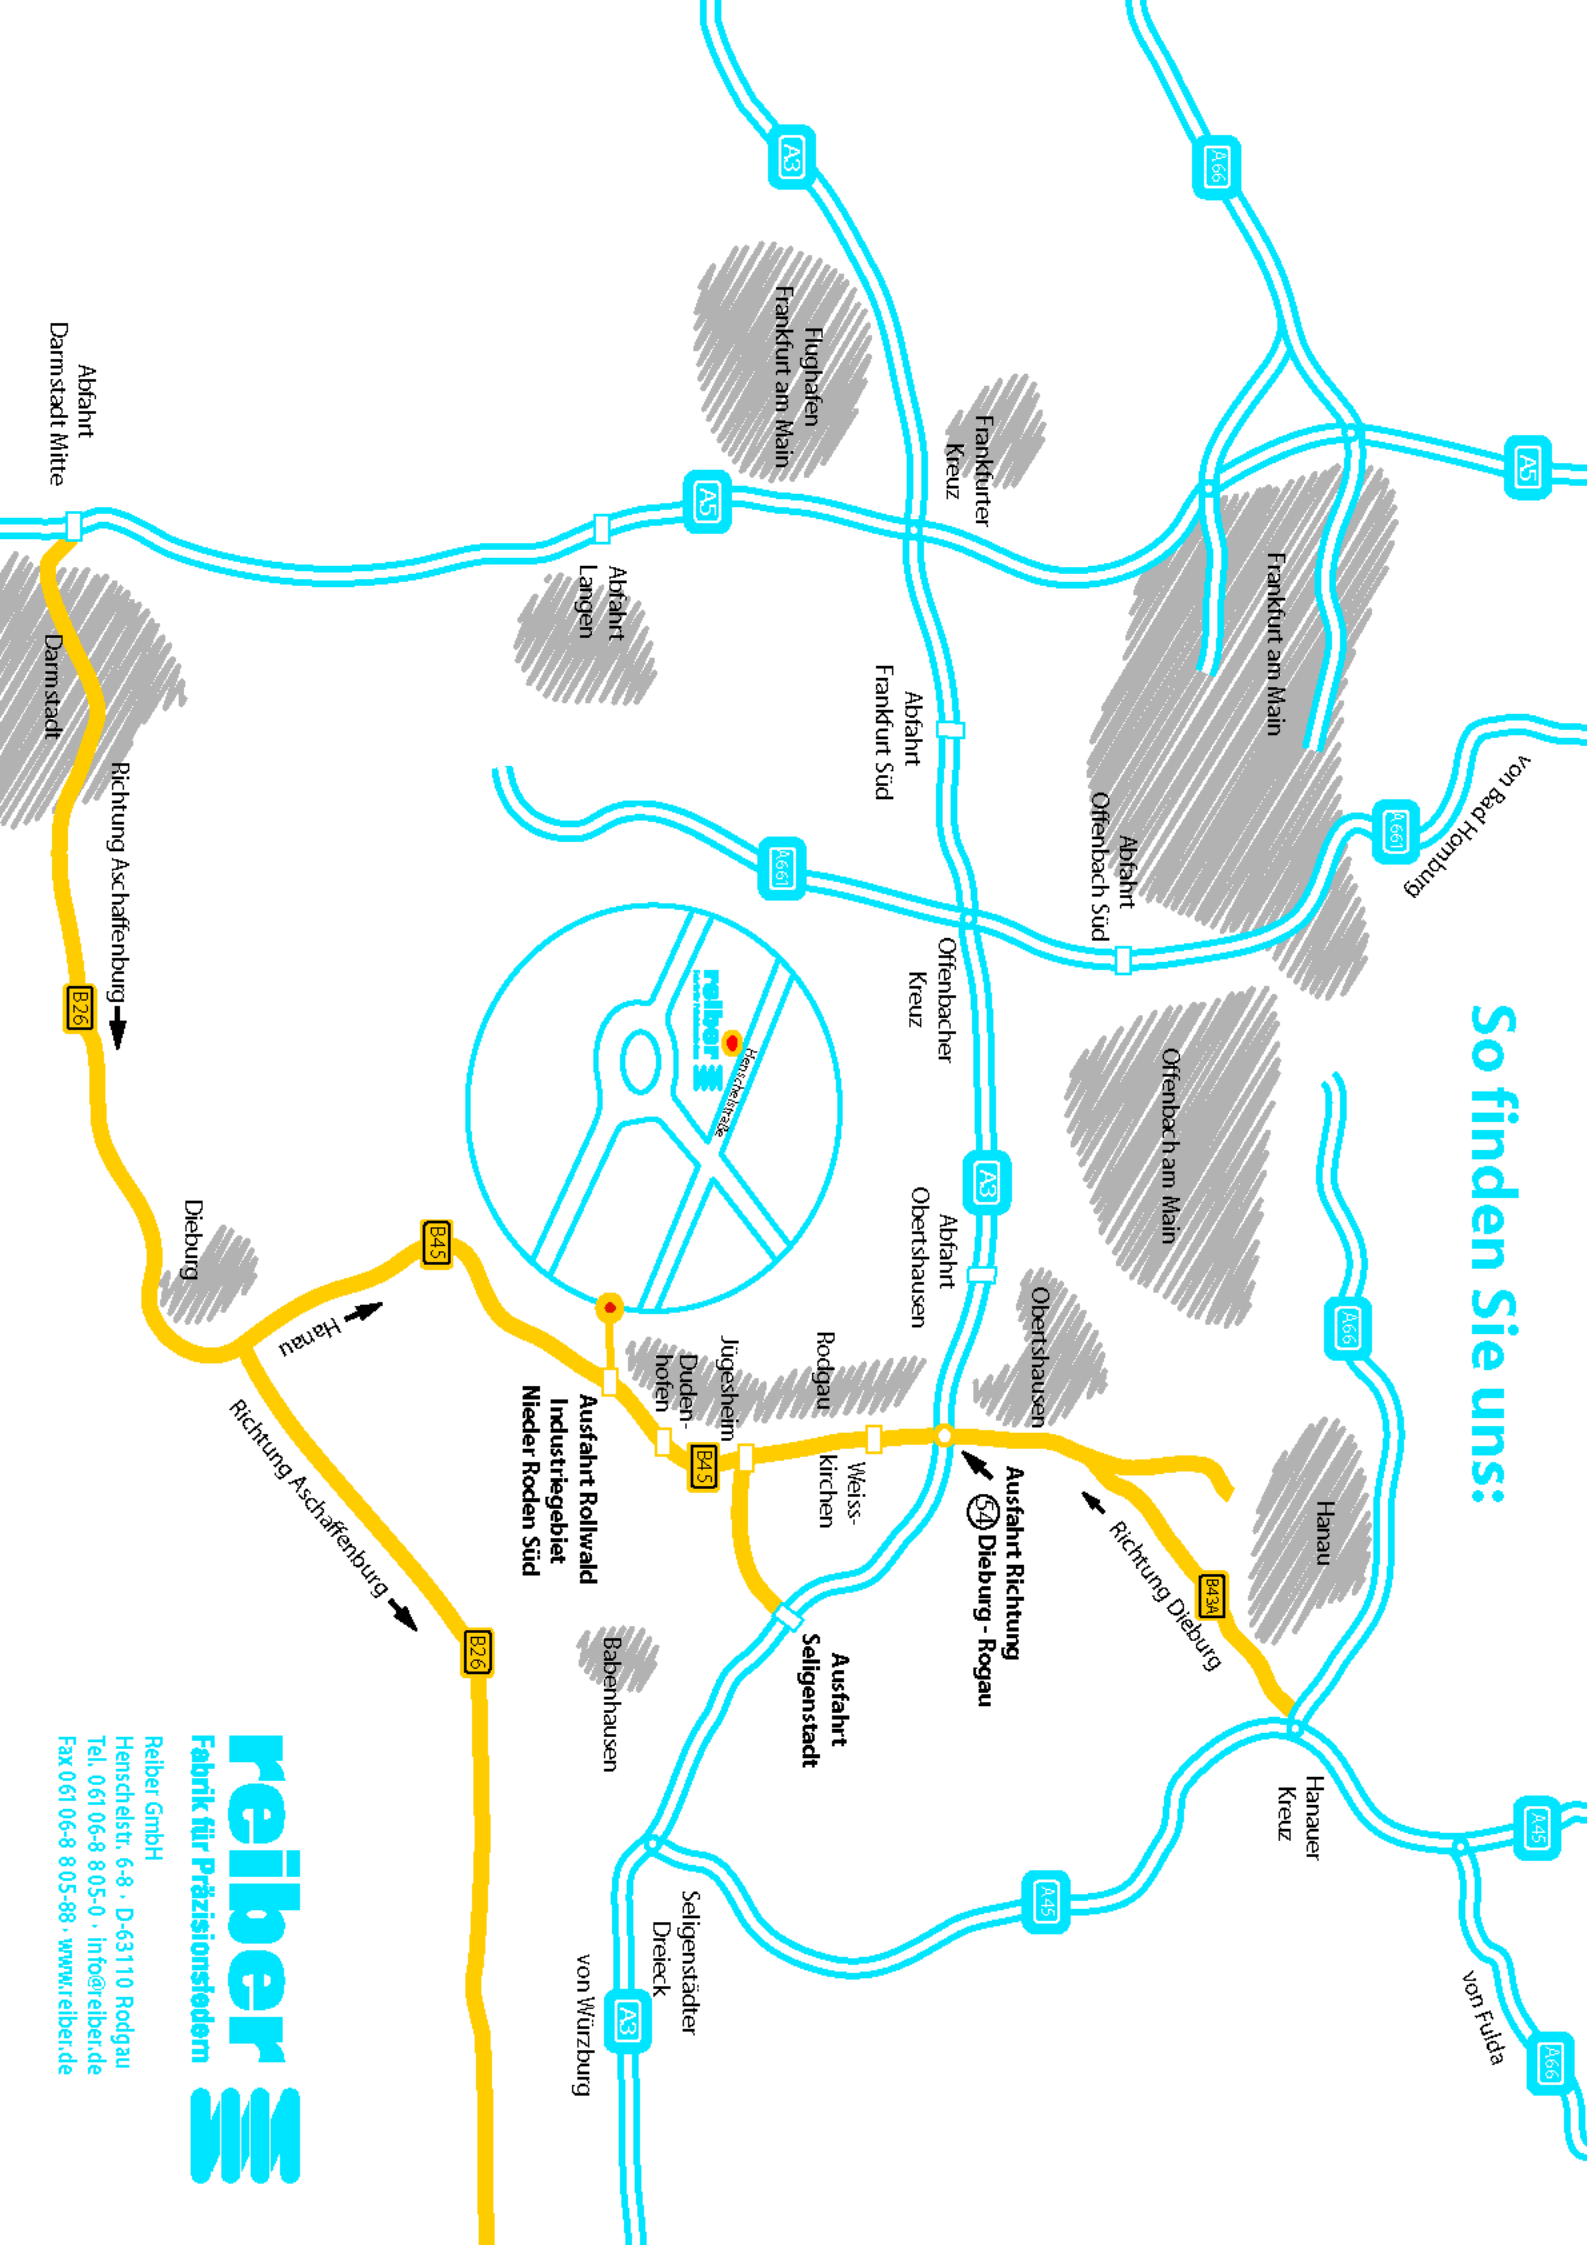 So finden Sie uns:
A5
von Bad Homburg
A661
A66
Frankfurt am Main
Hanau
A66
A45
A66
von Fulda
Hanauer
Kreuz
A66
Abfahrt
Offenbach Süd
Offenbach am Main
B43A
Richtung Dieburg
Frankfurter
Kreuz
Obertshausen
Ausfahrt Richtung
54 Dieburg - Rogau
A45
A3
Flughafen
Frankfurt am Main
Abfahrt
Frankfurt Süd
Offenbacher
Kreuz
A3
Abfahrt
Obertshausen
Weiss-
kirchen
Ausfahrt
Seligenstadt
A5
A661
Henschelstraße
reiber
Rodgau
Jügesheim
Duden-
hofen
B45
Seligenstädter
Dreieck
A3
von Würzburg
Abfahrt
Langen
Ausfahrt Rollwald
Industriegebiet
Nieder Roden Süd
Babenhausen
B45
Hanau
Richtung Aschaffenburg
B26
Abfahrt
Darmstadt Mitte
Darmstadt
Richtung Aschaffenburg
B26
Dieburg
reiber
Fabrik für Präzisionsfedern
Reiber GmbH
Henschelstr. 6-8 · D-63110 Rodgau
Tel. 061 06-8 8 05-0 · info@reiber.de
Fax 061 06-8 8 05-88 · www.reiber.de